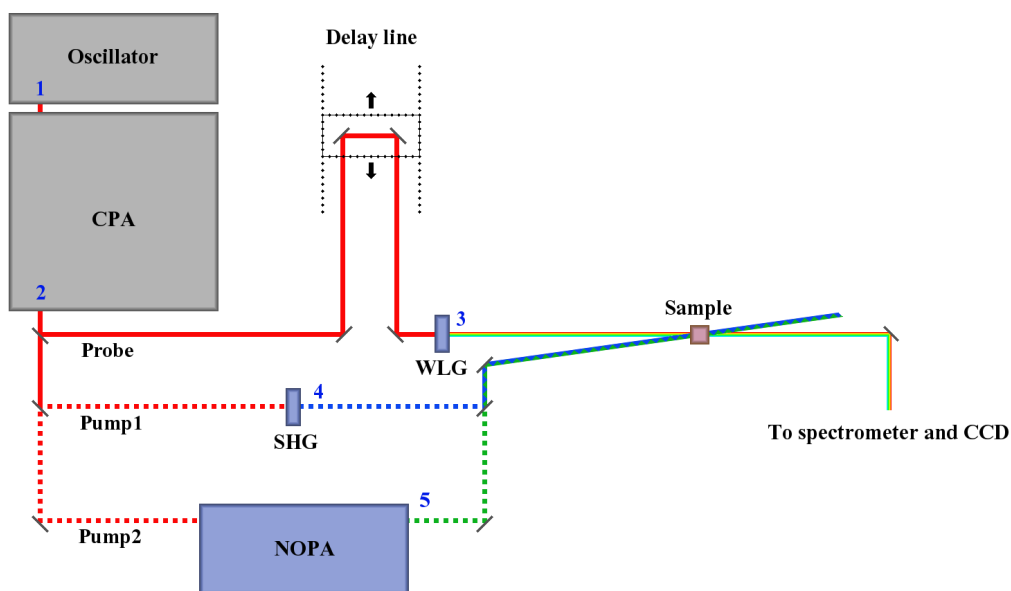 Delay line
Oscillator
1
CPA
2
Probe
3
WLG
Sample
Pump1
4
SHG
To spectrometer and CCD
Pump2
NOPA
5